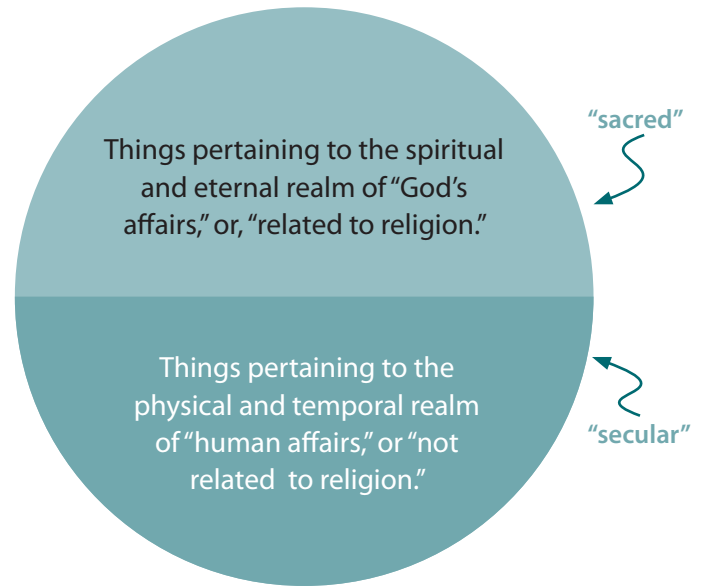 “sacred”
Things pertaining to the spiritual
and eternal realm of “God’s
affairs,” or, “related to religion.”
Things pertaining to the
physical and temporal realm
of “human affairs,” or “not
related to religion.”
“secular”